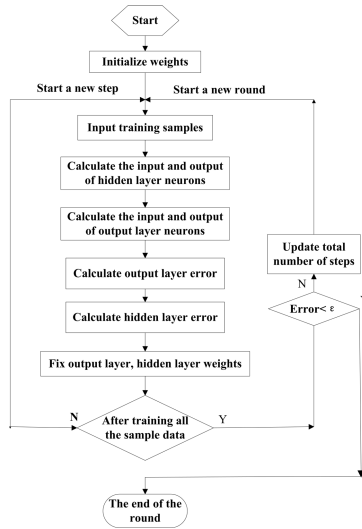 Start
Initialize weights
Start a new step
Start a new round
Input training samples
Calculate the input and output
of hidden layer neurons
Calculate the input and output
of output layer neurons
Calculate output layer error
Calculate hidden layer error
Fix output layer, hidden layer weights
After training all
the sample data
N
Y
Update total
number of steps
N
Error< ε
The end of the
round